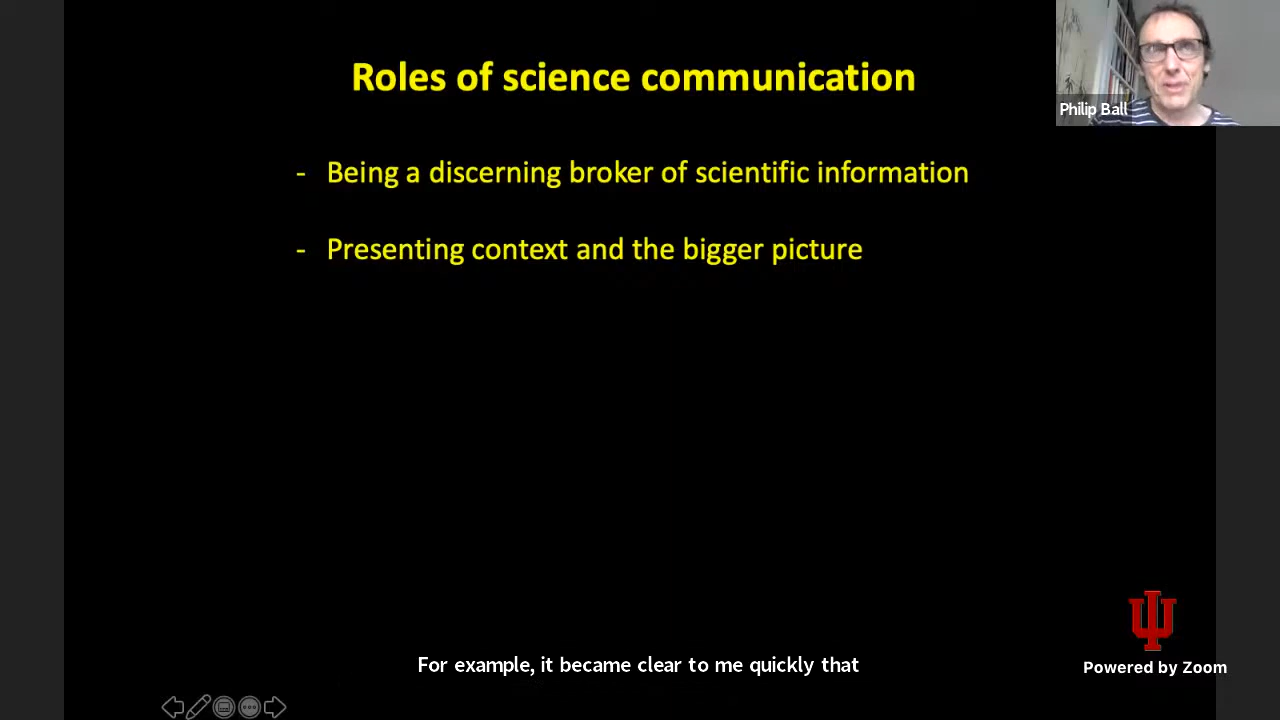 Roles of science communication
Philip Ball
- Being a discerning broker of scientific information
- Presenting context and the bigger picture
For example, it became clear to me quickly that
Powered by Zoom